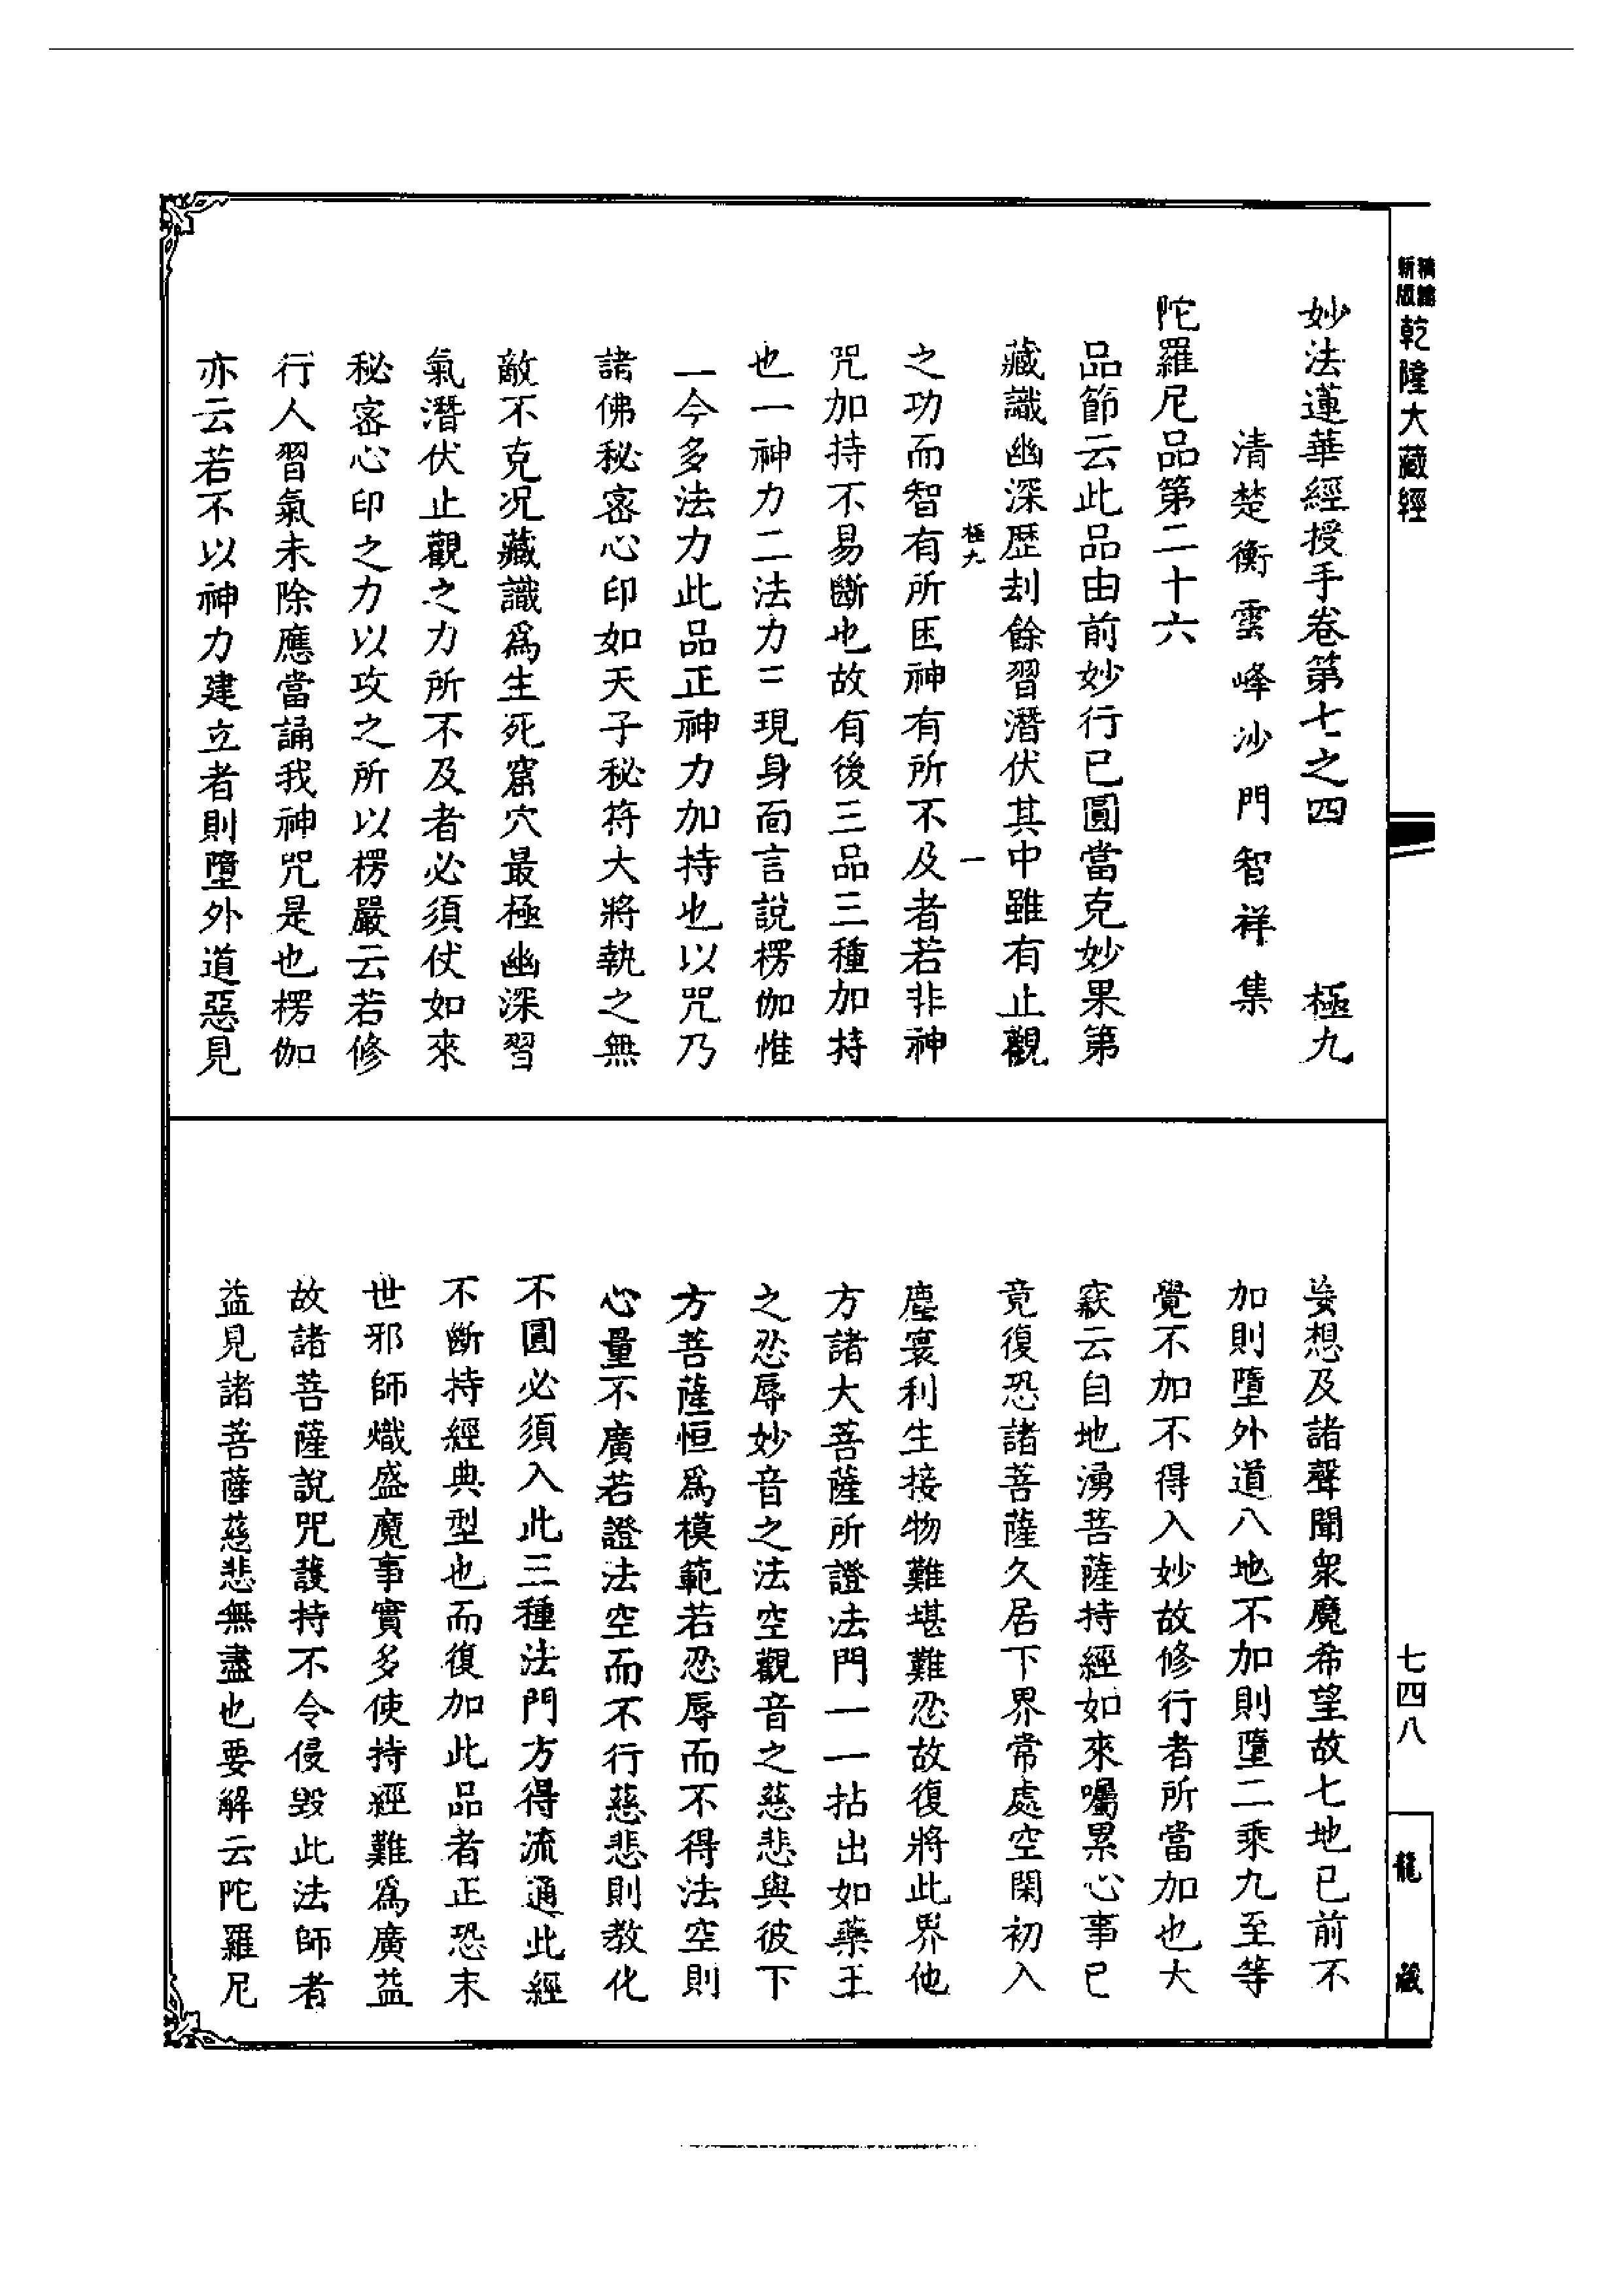 新版精縮乾隆大藏經
妙法蓮華經授手卷第七之四　極九
清楚衡雲峰沙門智祥集
陀羅尼品第二十六
品節云此品由前妙行已圓當克妙果第
藏識幽深歷刦餘習潛伏其中雖有止觀
極九　一
之功而智有所困神有所不及者若非神
咒加持不易斷也故有後三品三種加持
也一神力二法力三現身面言說楞伽惟
一今多法力此品正神力加持也以咒乃
諸佛秘密心印如天子秘符大將執之無
敵不克况藏識爲生死窟穴最極幽深習
氣潛伏止觀之力所不及者必須仗如來
秘密心印之力以攻之所以楞嚴云若修
行人習氣未除應當誦我神咒是也楞伽
亦云若不以神力建立者則墮外道惡見
妄想及諸聲聞衆魔希望故七地已前不
加則墮外道八地不加則墮二乘九至等
覺不加不得入妙故修行者所當加也大
窾云自地湧菩薩持經如來囑累心事已
竟復恐諸菩薩久居下界常處空閑初入
塵寰利生接物難堪難忍故復將此界他
方諸大菩薩所證法門一一拈出如藥王
之忍辱妙音之法空觀音之慈悲與彼下
方菩薩恒爲模範若忍辱而不得法空則
心量不廣若證法空而不行慈悲則教化
不圓必須入此三種法門方得流通此經
不斷持經典型也而復加此品者正恐末
世邪師熾盛魔事實多使持經難爲廣益
故諸菩薩說咒護持不令侵毀此法師者
益見諸菩薩慈悲無盡也要解云陀羅尼
七四八
龍藏